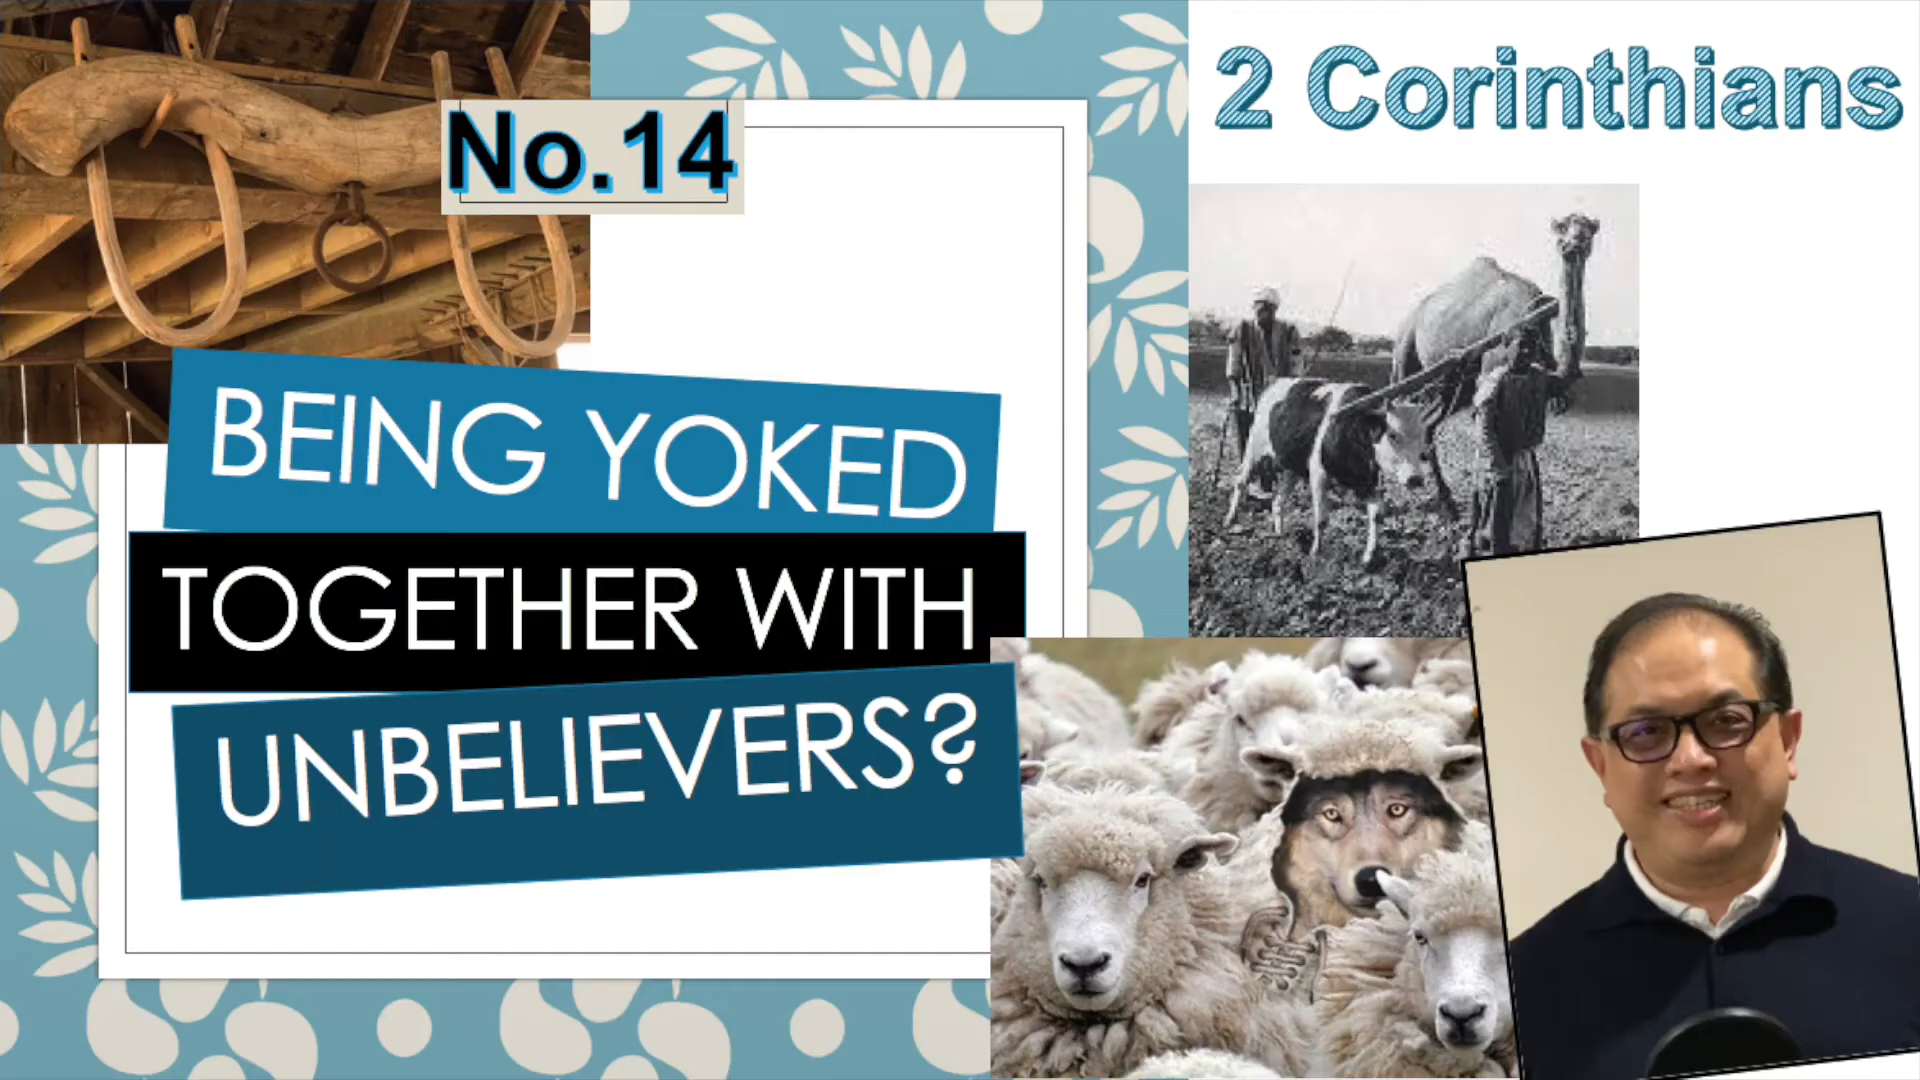 2 Corinthians
No.14
BEING YOKED
TOGETHER WITH
UNBELIEVERS?